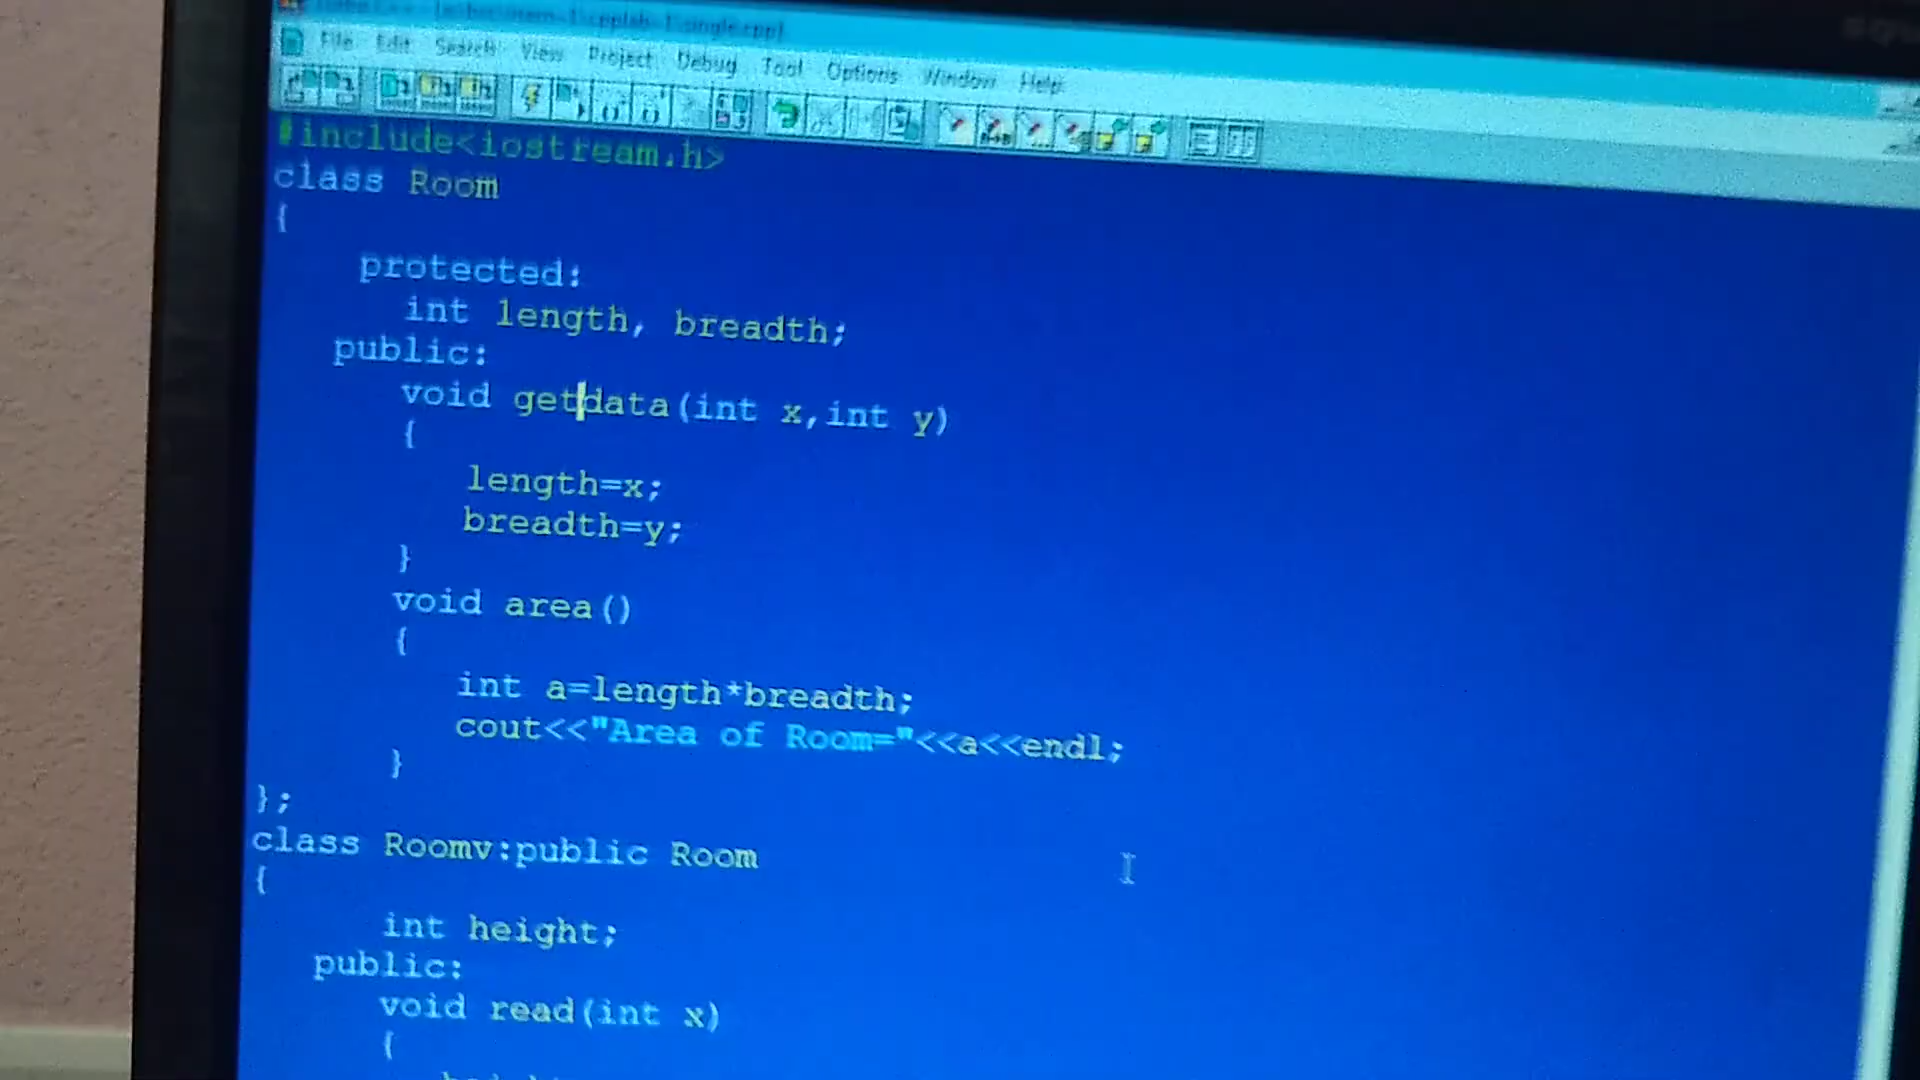 File Edit Search View Project Debug Tool Options Window Help
#include<iostream.h>
class Room
{
protected:
int length, breadth;
public:
void getdata(int x,int y)
{
length=x;
breadth=y;
}
void area()
{
int a=length*breadth;
cout<<"Area of Room="<<a<<endl;
}
};
class Roomv:public Room
{
int height;
public:
void read(int x)
{